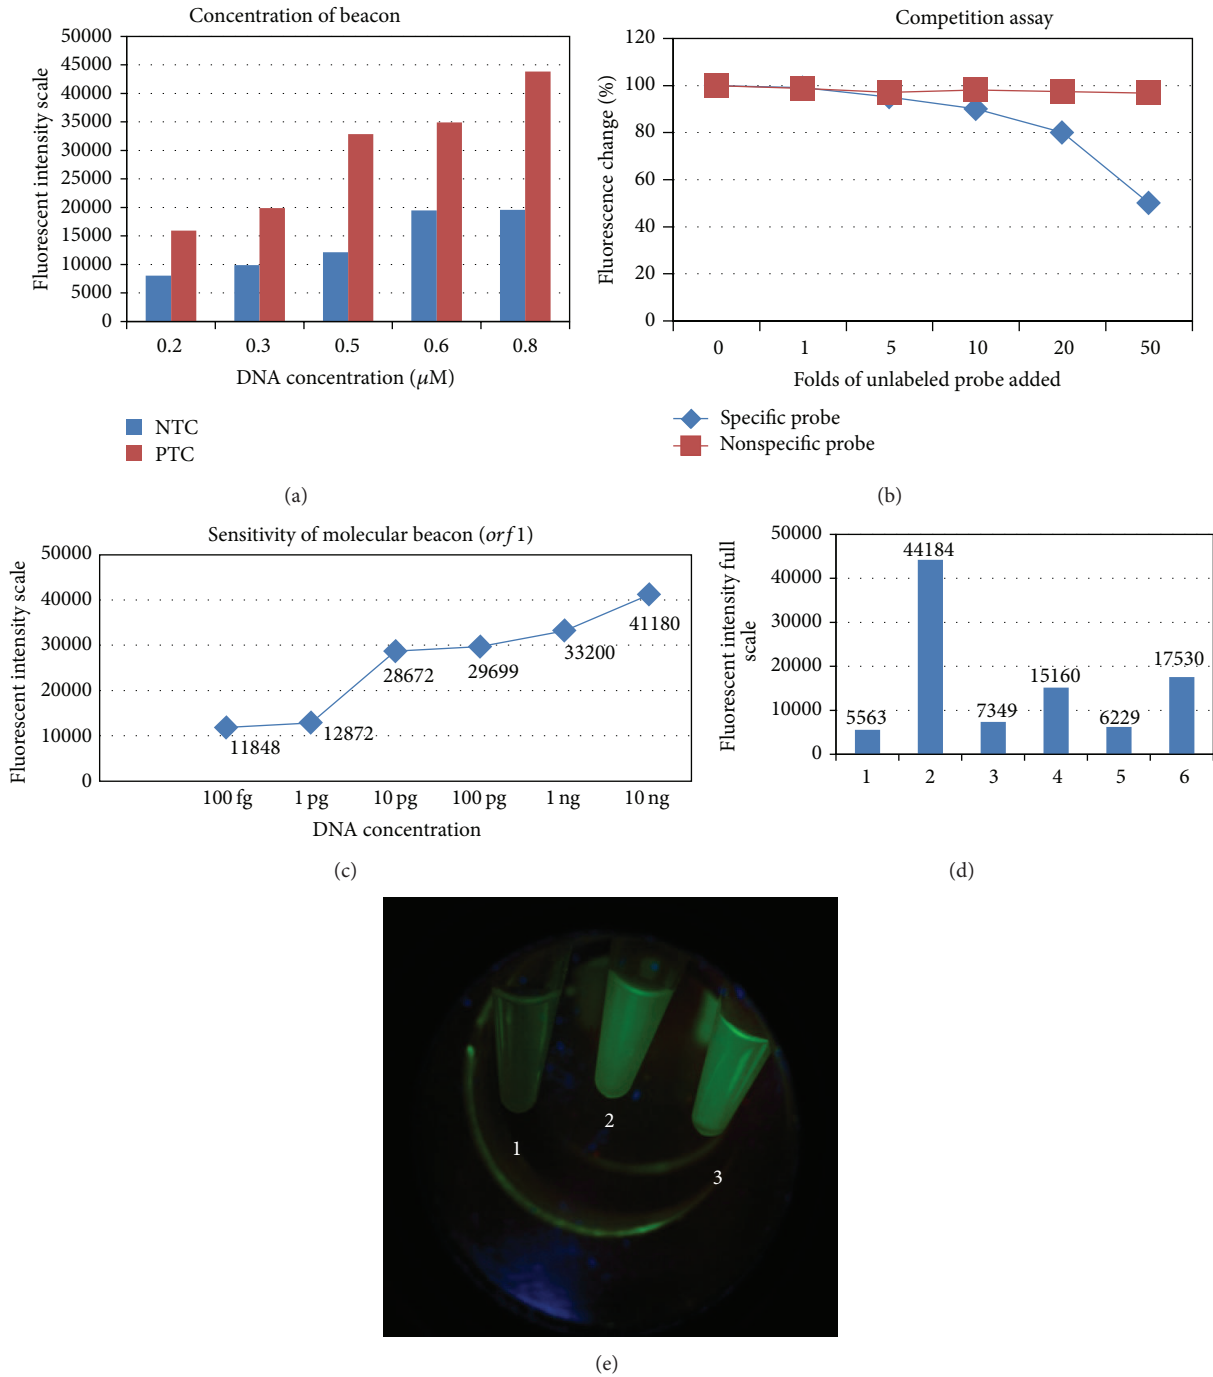 Concentration of beacon
Fluorescent intensity scale
50000
45000
40000
35000
30000
25000
20000
15000
10000
5000
0
0.2 0.3 0.5 0.6 0.8
DNA concentration (μM)
NTC
PTC
(a)
Competition assay
Fluorescence change (%)
120
100
80
60
40
20
0
0 1 5 10 20 50
Folds of unlabeled probe added
Specific probe
Nonspecific probe
(b)
Sensitivity of molecular beacon (orf1)
Fluorescent intensity scale
50000
40000
30000
20000
10000
0
11848
12872
28672
29699
33200
41180
100 fg 1 pg 10 pg 100 pg 1 ng 10 ng
DNA concentration
(c)
Fluorescent intensity full
scale
50000
40000
30000
20000
10000
0
5563
44184
7349
15160
6229
17530
1 2 3 4 5 6
(d)
1
2
3
(e)